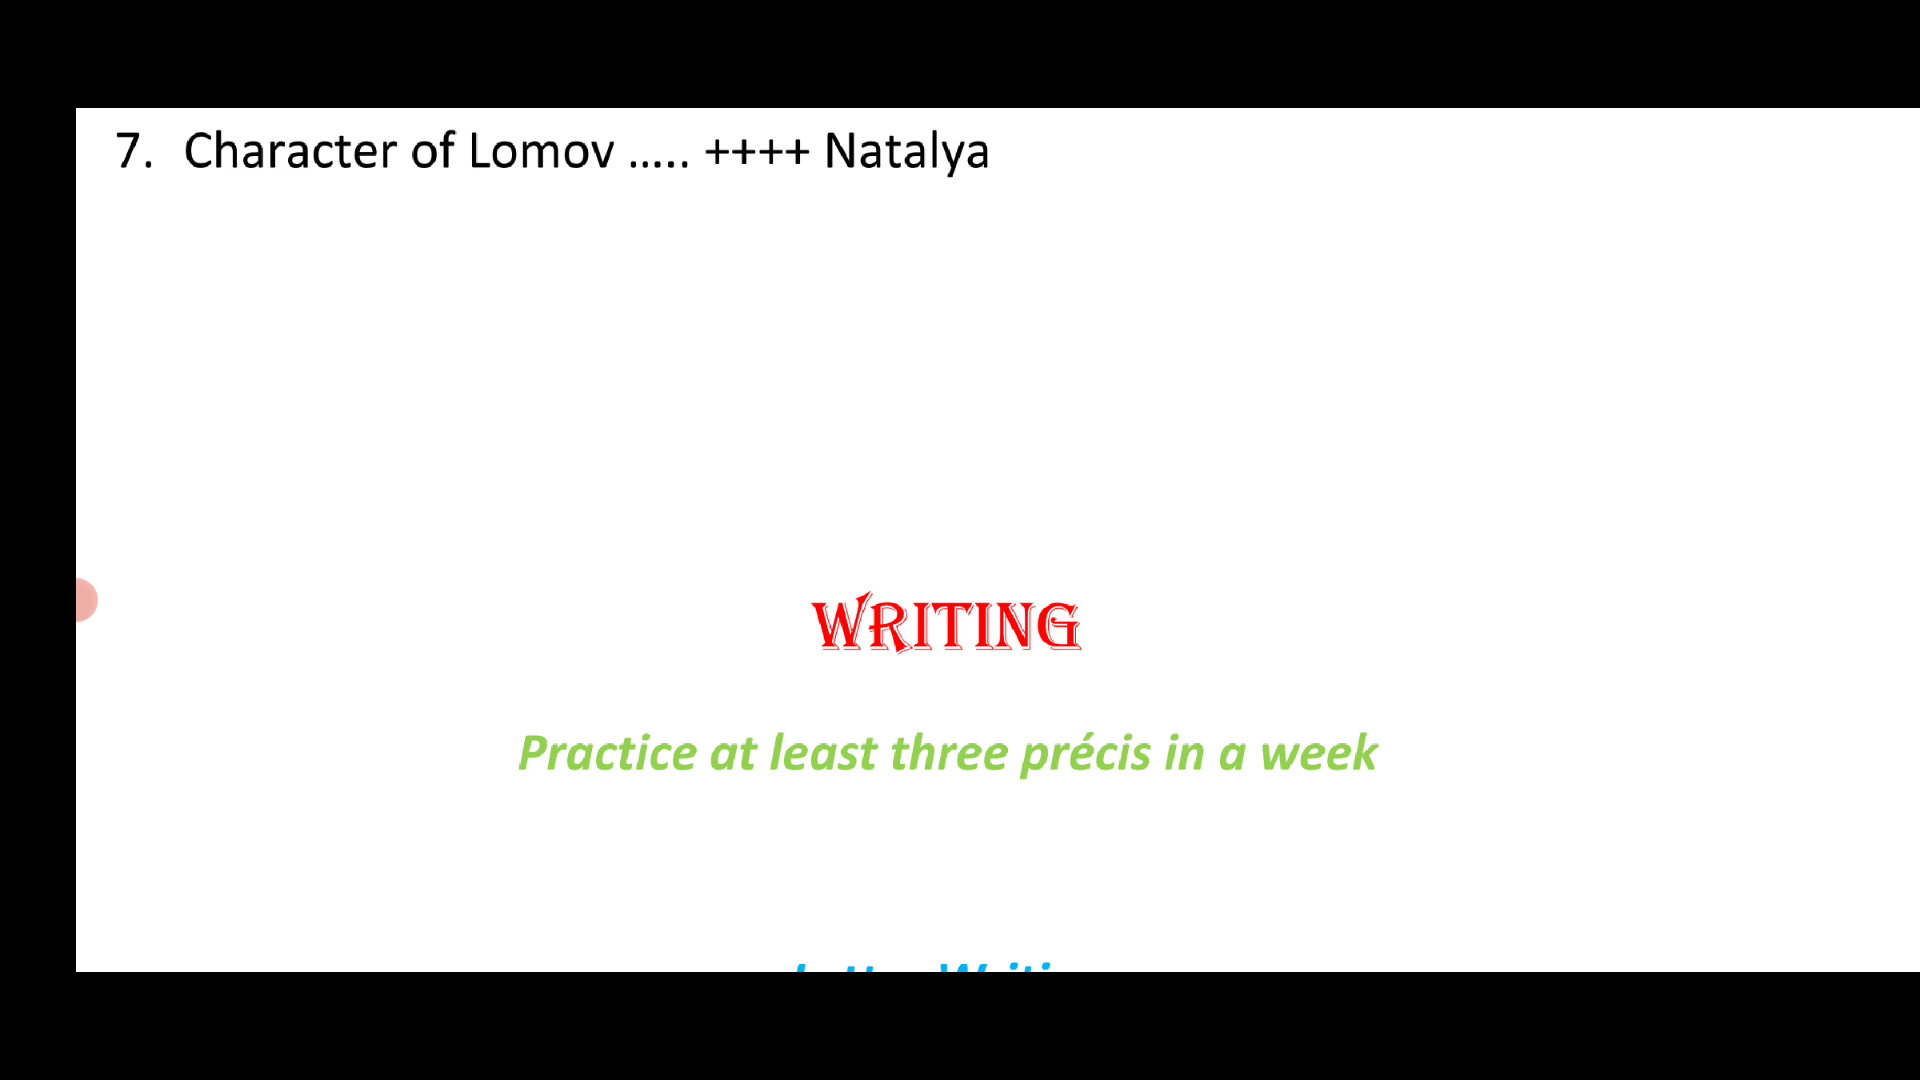 7. Character of Lomov ..... ++++ Natalya
WRITING
Practice at least three précis in a week